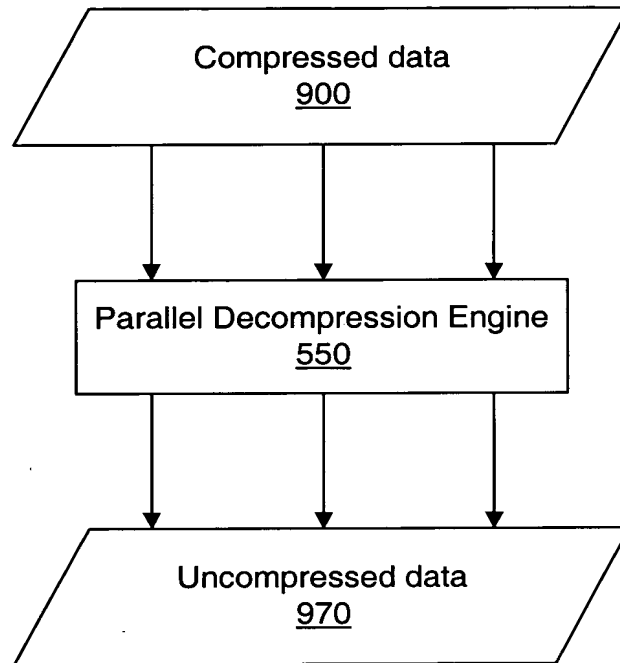 Compressed data
900
Parallel Decompression Engine
550
Uncompressed data
970